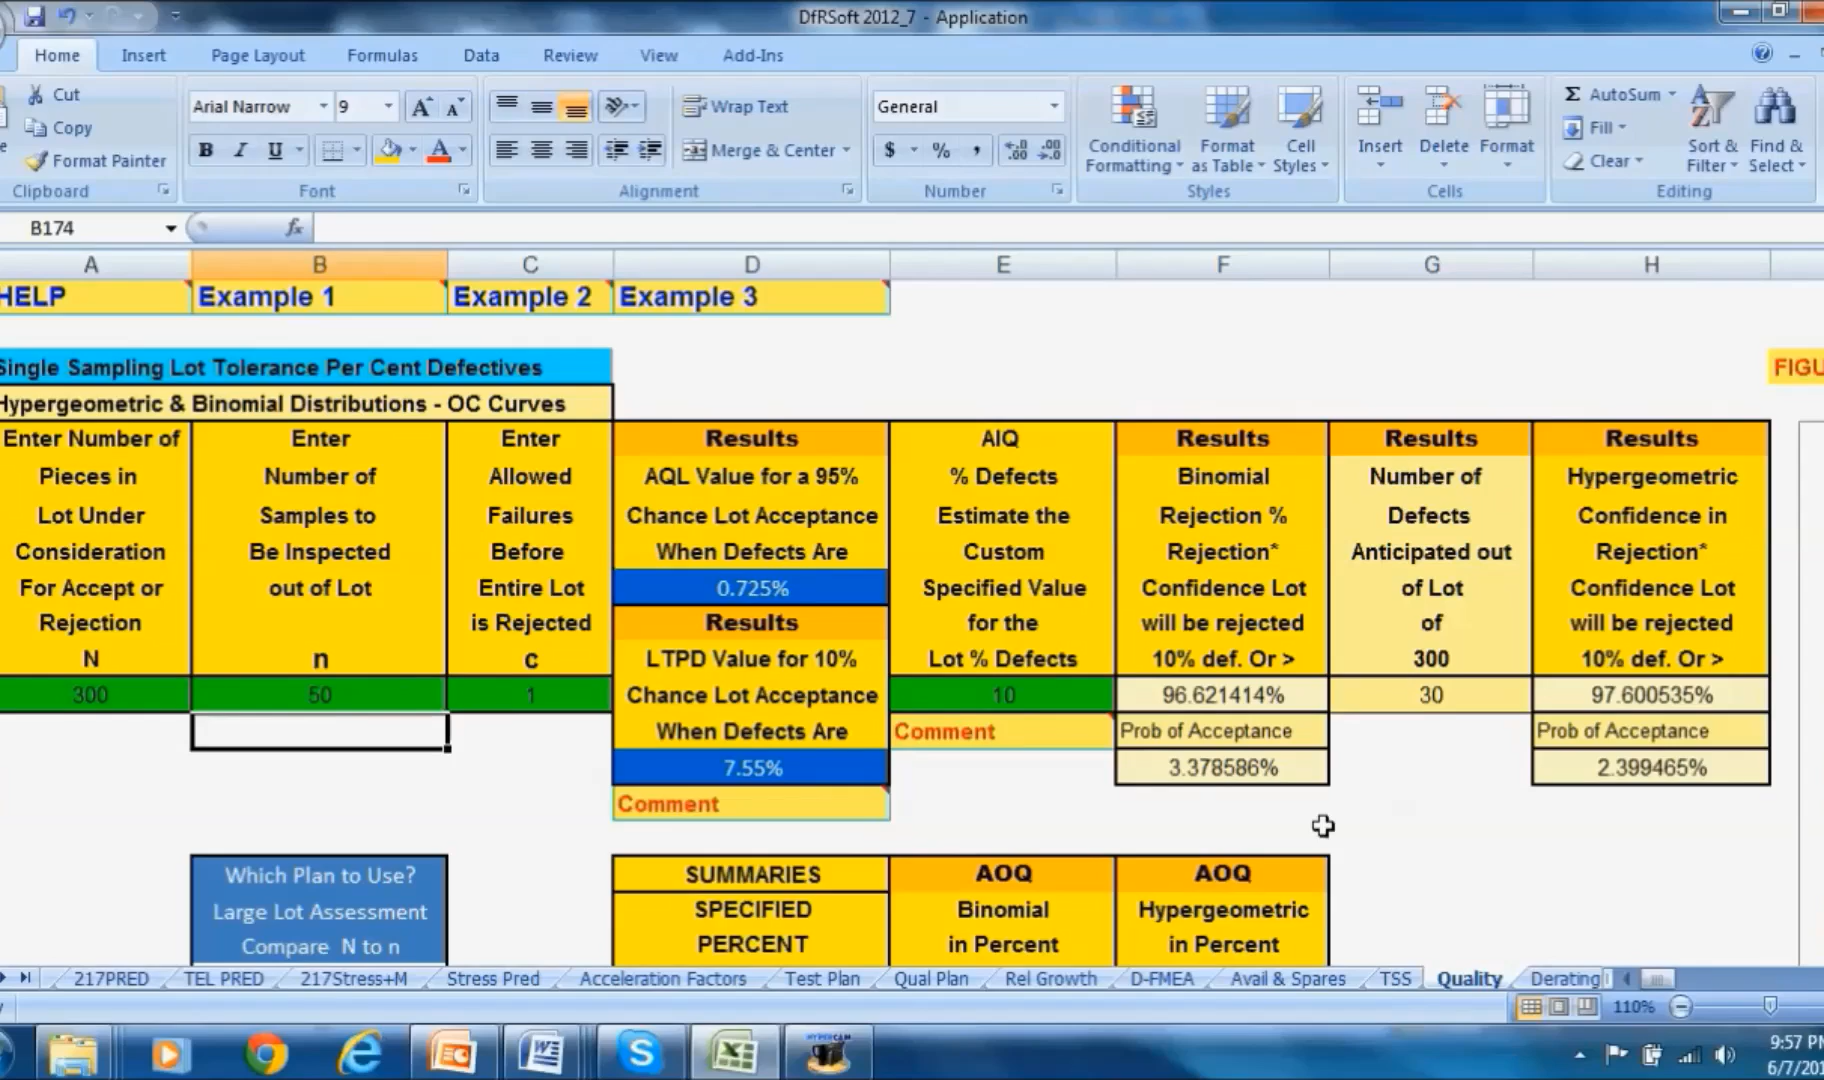 DfRSoft 2012_7 - Application
Home Insert Page Layout Formulas Data Review View Add-Ins
Cut
Copy
Format Painter
Clipboard
Arial Narrow 9
B I U
Font
Wrap Text
Merge & Center
Alignment
General
$ % ,
Number
Conditional Formatting
Format as Table
Cell Styles
Styles
Insert Delete Format
Cells
Σ AutoSum
Fill
Clear
Sort & Filter
Find & Select
Editing
B174 fx
A B C D E F G H
HELP Example 1 Example 2 Example 3
Single Sampling Lot Tolerance Per Cent Defectives
FIGU
Hypergeometric & Binomial Distributions - OC Curves
Enter Number of
Pieces in
Lot Under
Consideration
For Accept or
Rejection
N
300
Enter
Number of
Samples to
Be Inspected
out of Lot
n
50
Enter
Allowed
Failures
Before
Entire Lot
is Rejected
c
1
Results
AQL Value for a 95%
Chance Lot Acceptance
When Defects Are
0.725%
Results
LTPD Value for 10%
Chance Lot Acceptance
When Defects Are
7.55%
Comment
AIQ
% Defects
Estimate the
Custom
Specified Value
for the
Lot % Defects
10
Comment
Results
Binomial
Rejection %
Rejection*
Confidence Lot
will be rejected
10% def. Or >
96.621414%
Prob of Acceptance
3.378586%
Results
Number of
Defects
Anticipated out
of Lot
of
300
30
Results
Hypergeometric
Confidence in
Rejection*
Confidence Lot
will be rejected
10% def. Or >
97.600535%
Prob of Acceptance
2.399465%
Which Plan to Use?
Large Lot Assessment
Compare N to n
SUMMARIES
SPECIFIED
PERCENT
AOQ
Binomial
in Percent
AOQ
Hypergeometric
in Percent
217PRED TEL PRED 217Stress+M Stress Pred Acceleration Factors Test Plan Qual Plan Rel Growth D-FMEA Avail & Spares TSS Quality Derating
110%
HYPERCAM
9:57 PM
6/7/201